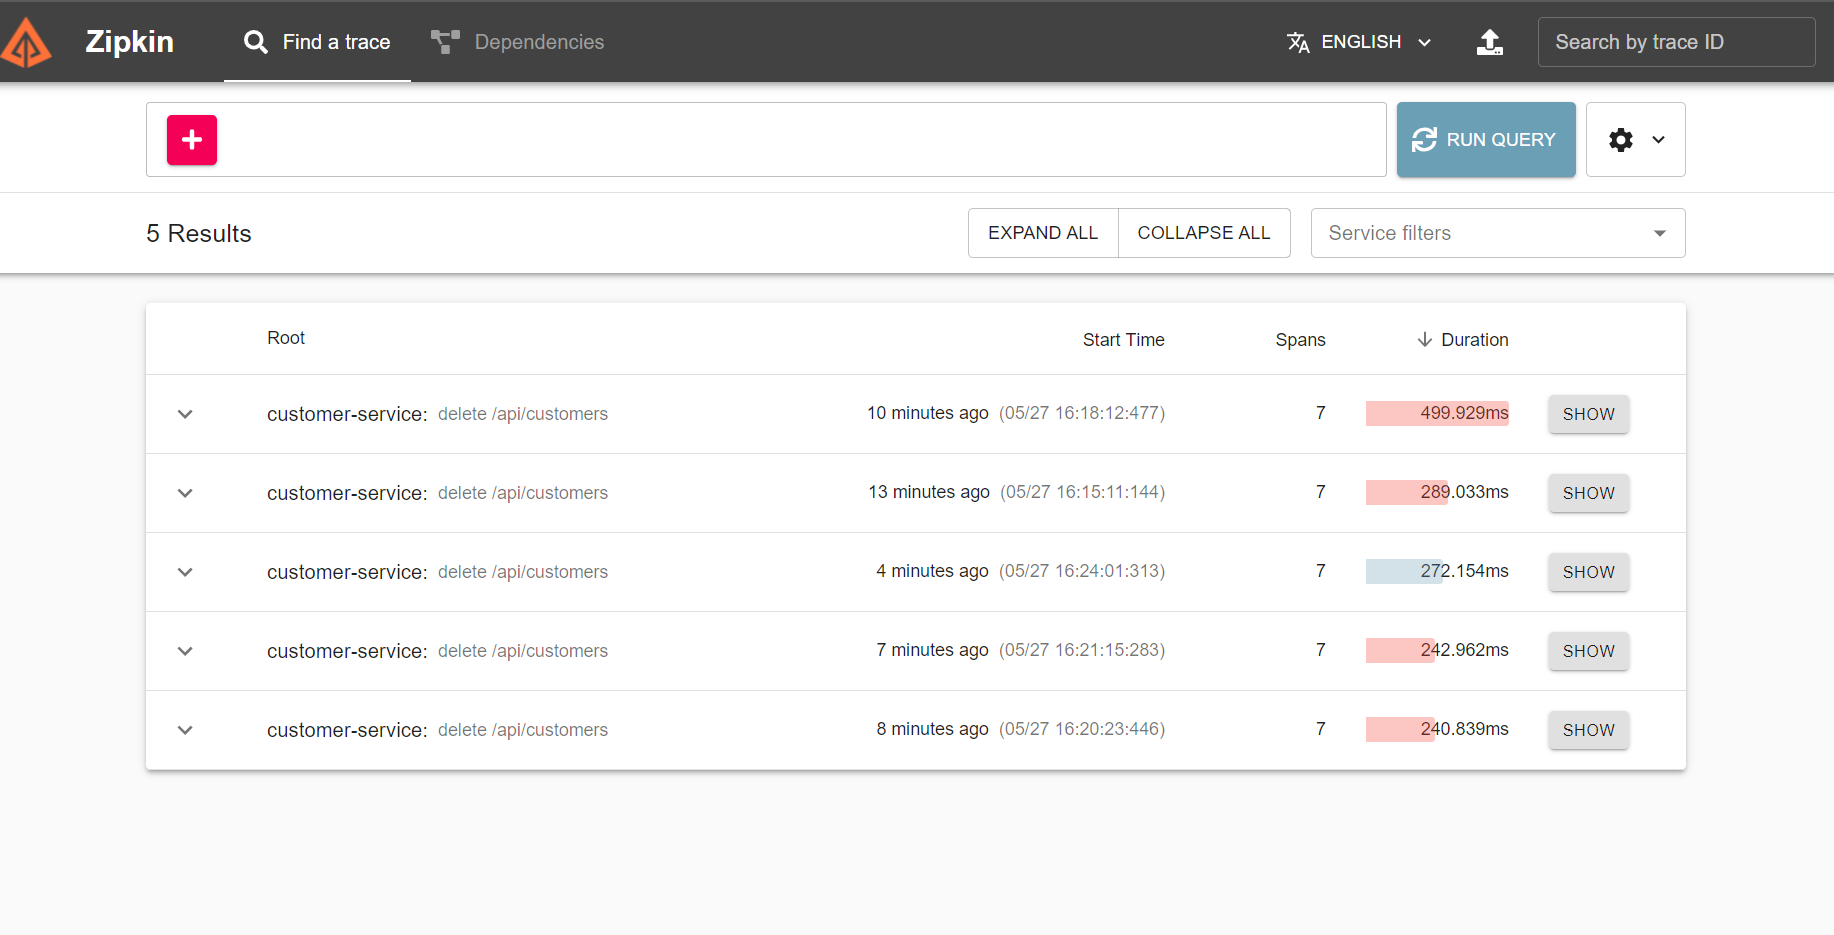 Zipkin Find a trace Dependencies ENGLISH Search by trace ID
RUN QUERY
5 Results EXPAND ALL COLLAPSE ALL Service filters
Root Start Time Spans Duration
customer-service: delete /api/customers 10 minutes ago (05/27 16:18:12:477) 7 499.929ms SHOW
customer-service: delete /api/customers 13 minutes ago (05/27 16:15:11:144) 7 289.033ms SHOW
customer-service: delete /api/customers 4 minutes ago (05/27 16:24:01:313) 7 272.154ms SHOW
customer-service: delete /api/customers 7 minutes ago (05/27 16:21:15:283) 7 242.962ms SHOW
customer-service: delete /api/customers 8 minutes ago (05/27 16:20:23:446) 7 240.839ms SHOW